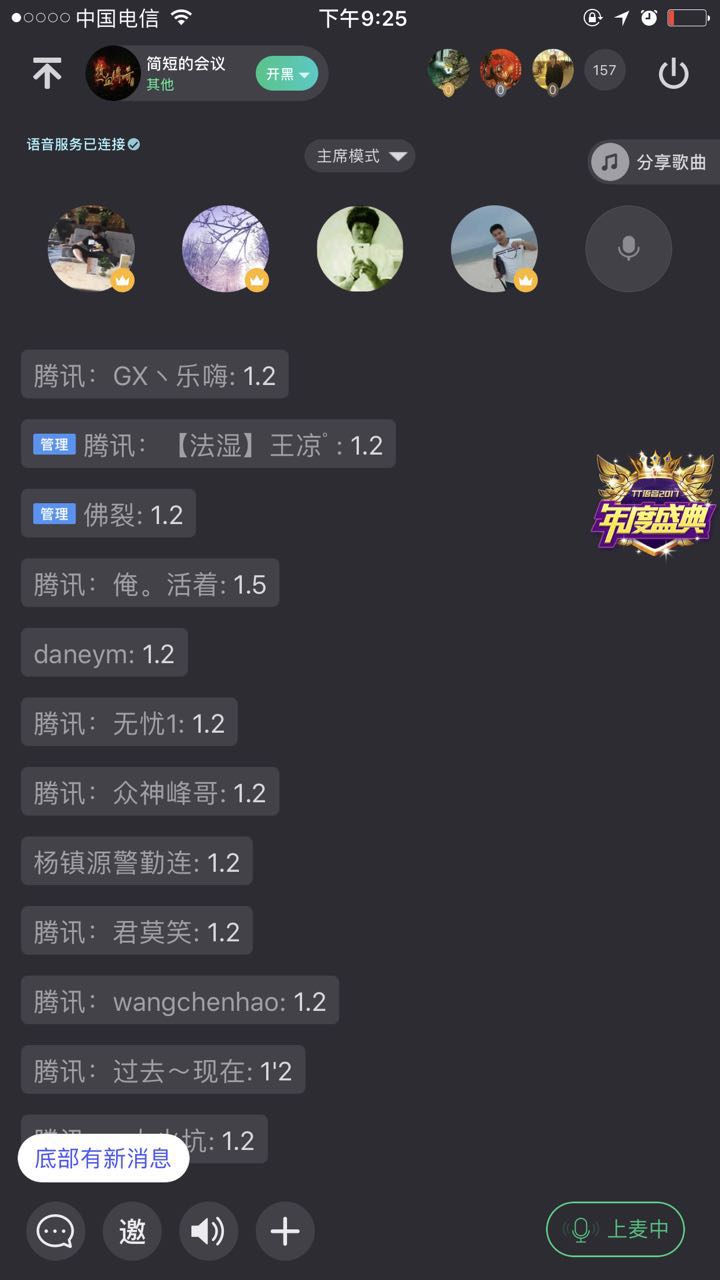 中国电信 下午9:25
简短的会议
其他
开黑
0 0 0 157
语音服务已连接
主席模式
分享歌曲
腾讯: GX丶乐嗨: 1.2
管理 腾讯: 【法湿】王凉゜: 1.2
管理 佛裂: 1.2
腾讯: 俺。活着: 1.5
daneym: 1.2
腾讯: 无忧1: 1.2
腾讯: 众神峰哥: 1.2
杨镇源警勤连: 1.2
腾讯: 君莫笑: 1.2
腾讯: wangchenhao: 1.2
腾讯: 过去～现在: 1'2
坑: 1.2
TT语音2017
年度盛典
底部有新消息
邀
上麦中